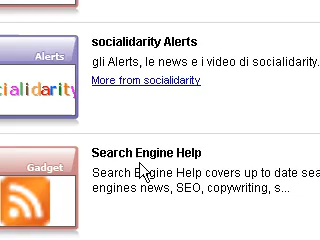 socialidarity Alerts
Alerts
gli Alerts, le news e i video di socialidarity.
cialidarity
More from socialidarity
Search Engine Help
Gadget
Search Engine Help covers up to date sea
engines news, SEO, copywriting, s...